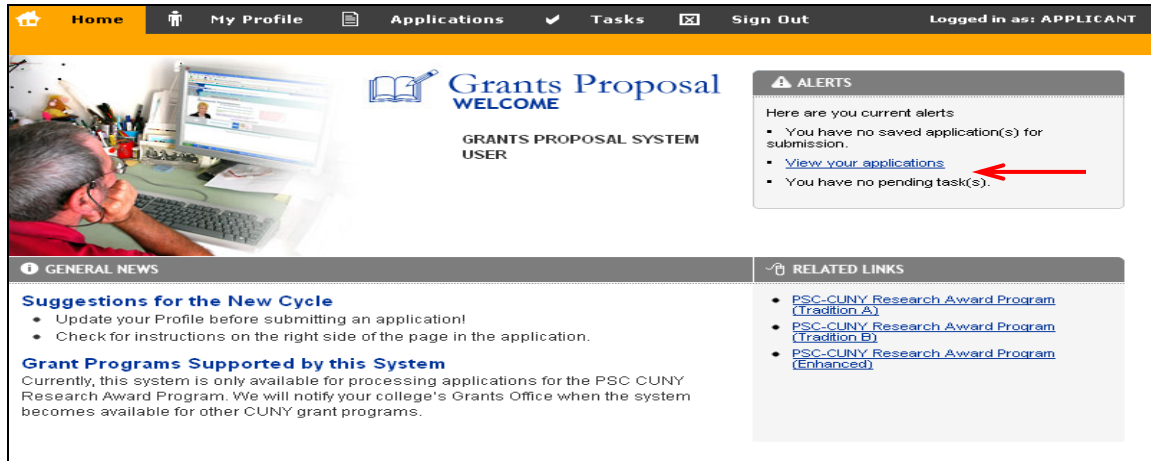 Home My Profile Applications Tasks Sign Out Logged in as: APPLICANT
Grants Proposal
WELCOME
GRANTS PROPOSAL SYSTEM
USER
ALERTS
Here are you current alerts
▪ You have no saved application(s) for
submission.
▪ View your applications
▪ You have no pending task(s).
GENERAL NEWS
Suggestions for the New Cycle
• Update your Profile before submitting an application!
• Check for instructions on the right side of the page in the application.
Grant Programs Supported by this System
Currently, this system is only available for processing applications for the PSC CUNY
Research Award Program. We will notify your college's Grants Office when the system
becomes available for other CUNY grant programs.
RELATED LINKS
• PSC-CUNY Research Award Program
(Tradition A)
• PSC-CUNY Research Award Program
(Tradition B)
• PSC-CUNY Research Award Program
(Enhanced)